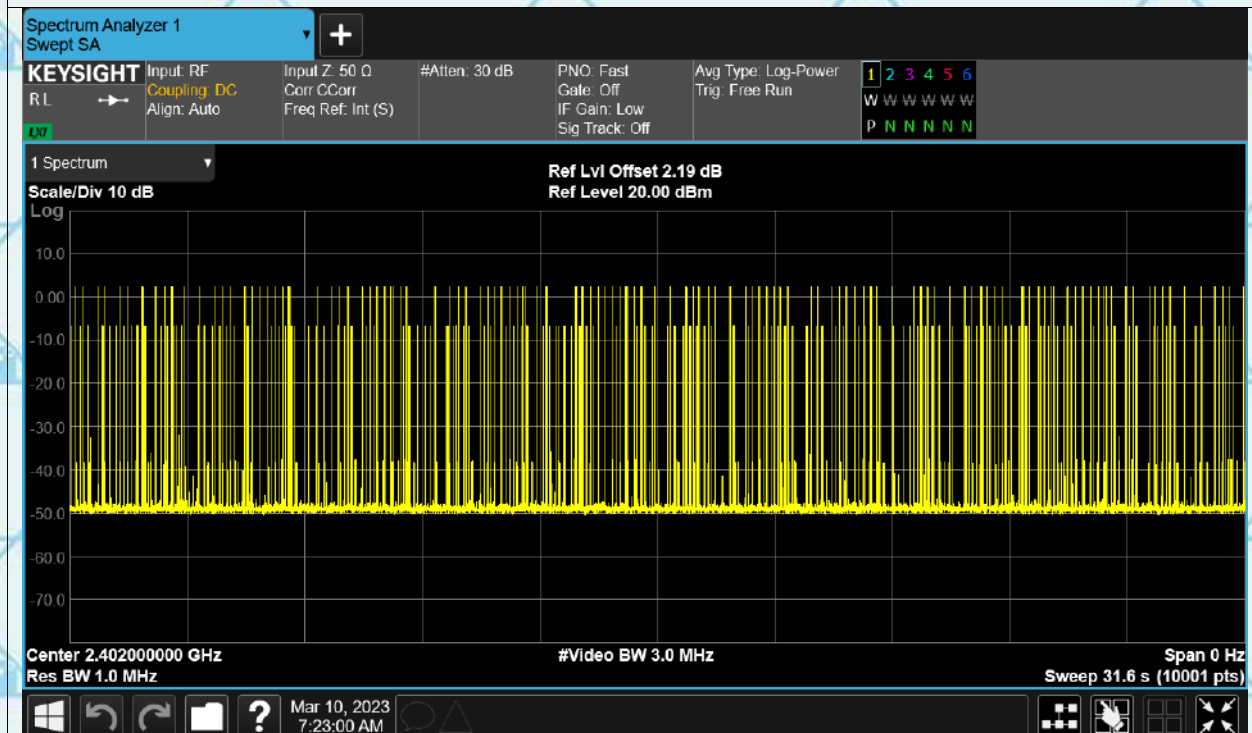 Spectrum Analyzer 1
Swept SA
+
KEYSIGHT
RL
LXI
Input: RF
Coupling: DC
Align: Auto
Input Z: 50 Ω
Corr CCorr
Freq Ref: Int (S)
#Atten: 30 dB
PNO: Fast
Gate: Off
IF Gain: Low
Sig Track: Off
Avg Type: Log-Power
Trig: Free Run
1 2 3 4 5 6
W W W W W W
P N N N N N
1 Spectrum
Scale/Div 10 dB
Ref Lvl Offset 2.19 dB
Ref Level 20.00 dBm
Log
10.0
0.00
-10.0
-20.0
-30.0
-40.0
-50.0
-60.0
-70.0
Center 2.402000000 GHz
Res BW 1.0 MHz
#Video BW 3.0 MHz
Span 0 Hz
Sweep 31.6 s (10001 pts)
?
Mar 10, 2023
7:23:00 AM